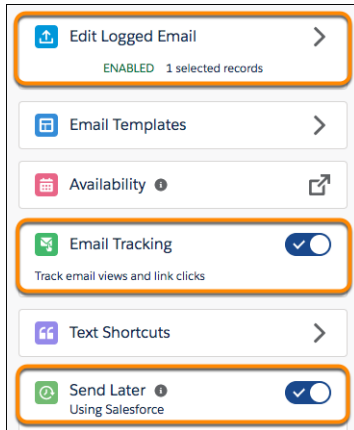 Edit Logged Email
ENABLED 1 selected records
Email Templates
Availability
Email Tracking
Track email views and link clicks
Text Shortcuts
Send Later
Using Salesforce